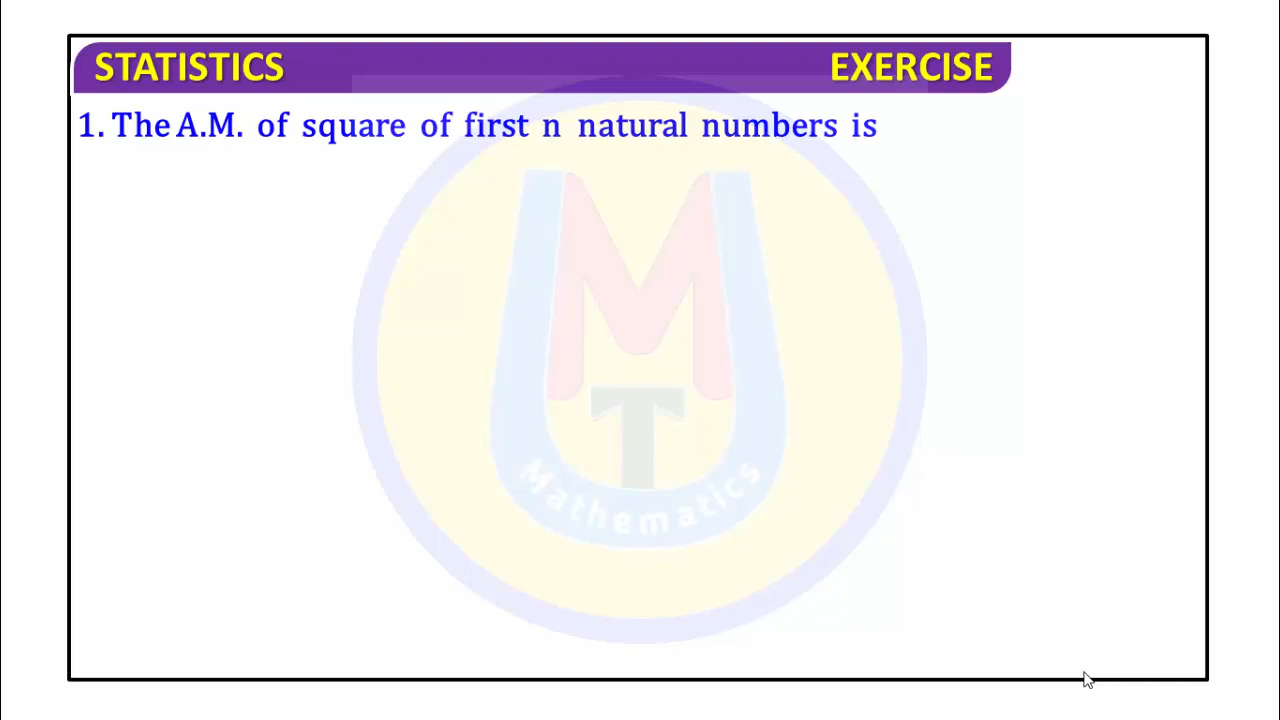 STATISTICS EXERCISE
1. The A.M. of square of first n natural numbers is
M
T
Mathematics